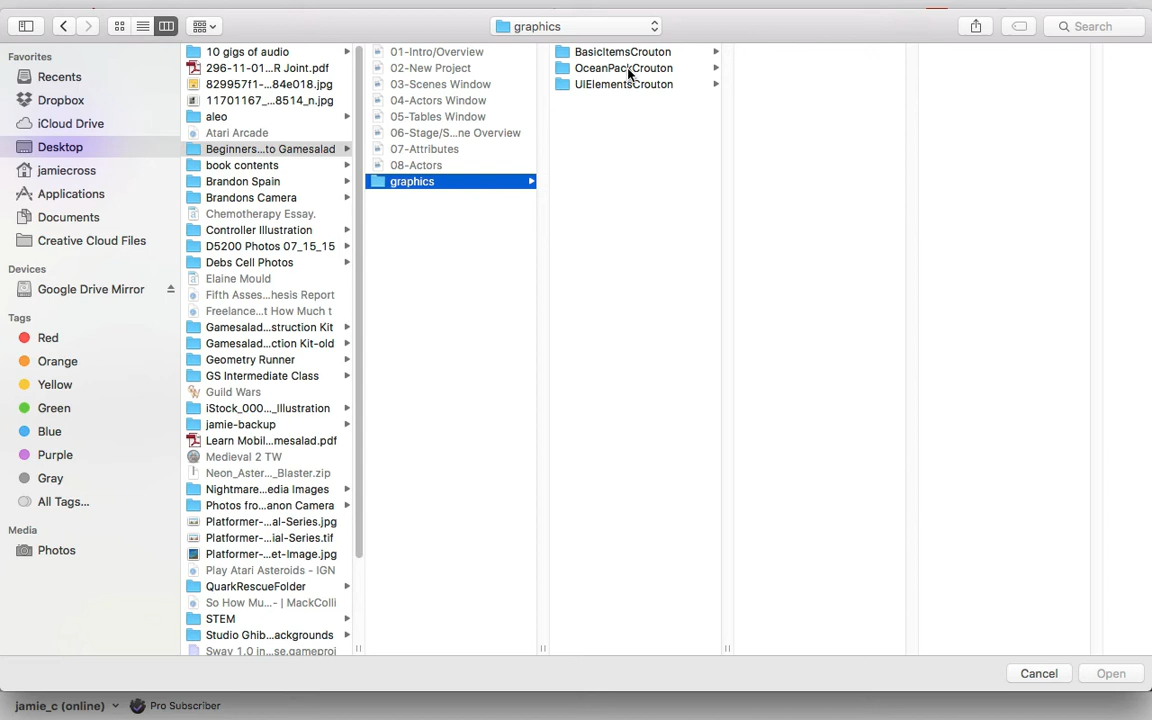 graphics
Search
Favorites
Recents
Dropbox
iCloud Drive
Desktop
jamiecross
Applications
Documents
Creative Cloud Files
Devices
Google Drive Mirror
Tags
Red
Orange
Yellow
Green
Blue
Purple
Gray
All Tags...
Media
Photos
10 gigs of audio
296-11-01...R Joint.pdf
829957f1-...84e018.jpg
11701167_...8514_n.jpg
aleo
Atari Arcade
Beginners...to Gamesalad
book contents
Brandon Spain
Brandons Camera
Chemotherapy Essay.
Controller Illustration
D5200 Photos 07_15_15
Debs Cell Photos
Elaine Mould
Fifth Asses...hesis Report
Freelance...t How Much t
Gamesalad...struction Kit
Gamesalad...ction Kit-old
Geometry Runner
GS Intermediate Class
Guild Wars
iStock_000..._Illustration
jamie-backup
Learn Mobil...mesalad.pdf
Medieval 2 TW
Neon_Aster..._Blaster.zip
Nightmare...edia Images
Photos fro...anon Camera
Platformer-...al-Series.jpg
Platformer-...ial-Series.tif
Platformer-...et-Image.jpg
Play Atari Asteroids - IGN
QuarkRescueFolder
So How Mu...- | MackColli
STEM
Studio Ghib...ackgrounds
Sway 1.0 in...se.gameproj
01-Intro/Overview
02-New Project
03-Scenes Window
04-Actors Window
05-Tables Window
06-Stage/S...ne Overview
07-Attributes
08-Actors
graphics
BasicItemsCrouton
OceanPackCrouton
UIElementsCrouton
Cancel
Open
jamie_c (online)
Pro Subscriber